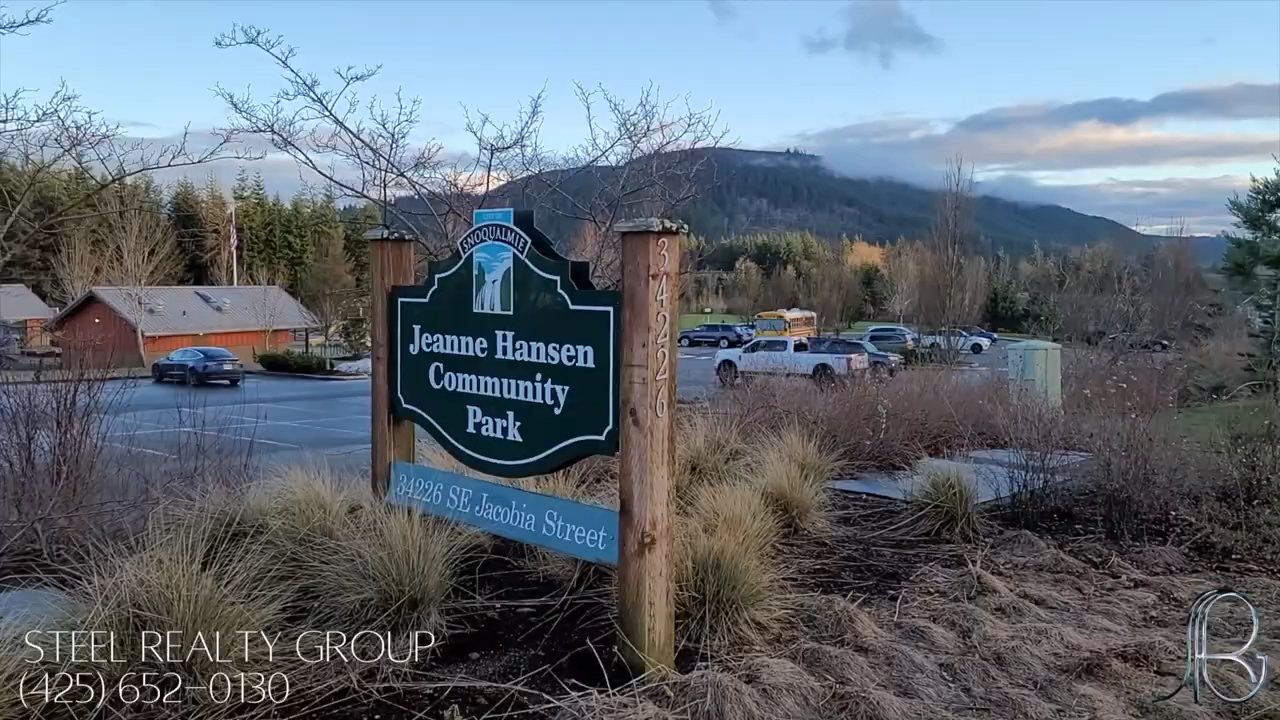 CITY OF
SNOQUALMIE
Jeanne Hansen
Community
Park
34226 SE Jacobia Street
34226
STEEL REALTY GROUP
(425) 652-0130